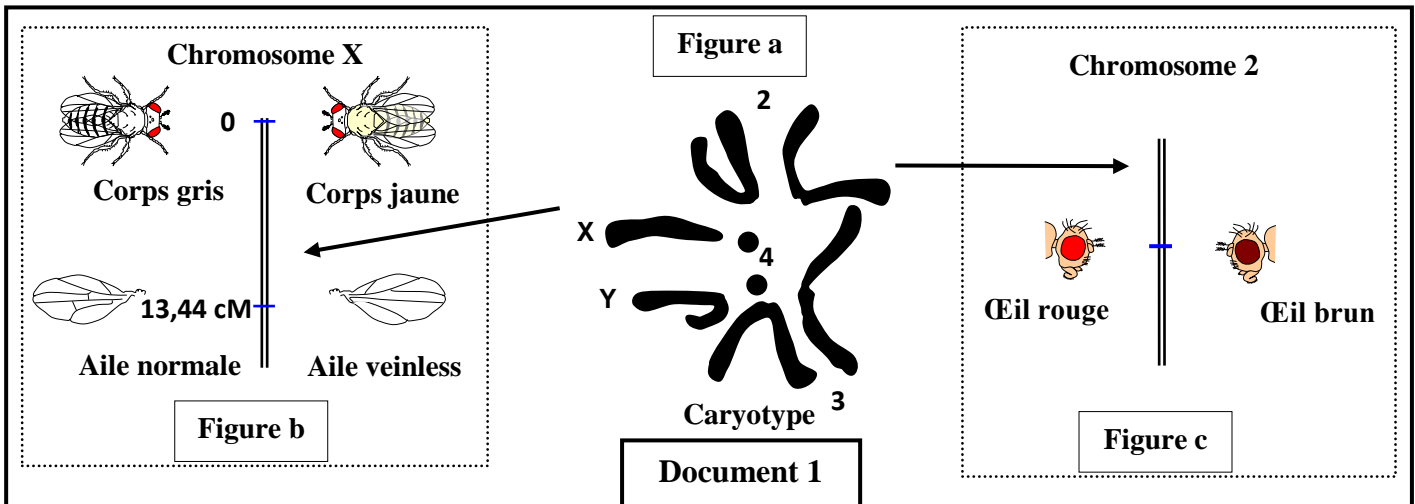 Chromosome X
0
Corps gris
Corps jaune
13,44 cM
Aile normale
Aile veinless
Figure b
Figure a
2
X
4
Y
3
Caryotype
Document 1
Chromosome 2
Œil rouge
Œil brun
Figure c